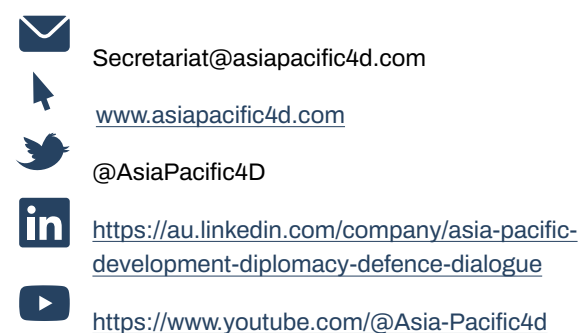 Secretariat@asiapacific4d.com
www.asiapacific4d.com
@AsiaPacific4D
in
https://au.linkedin.com/company/asia-pacific-
development-diplomacy-defence-dialogue
https://www.youtube.com/@Asia-Pacific4d